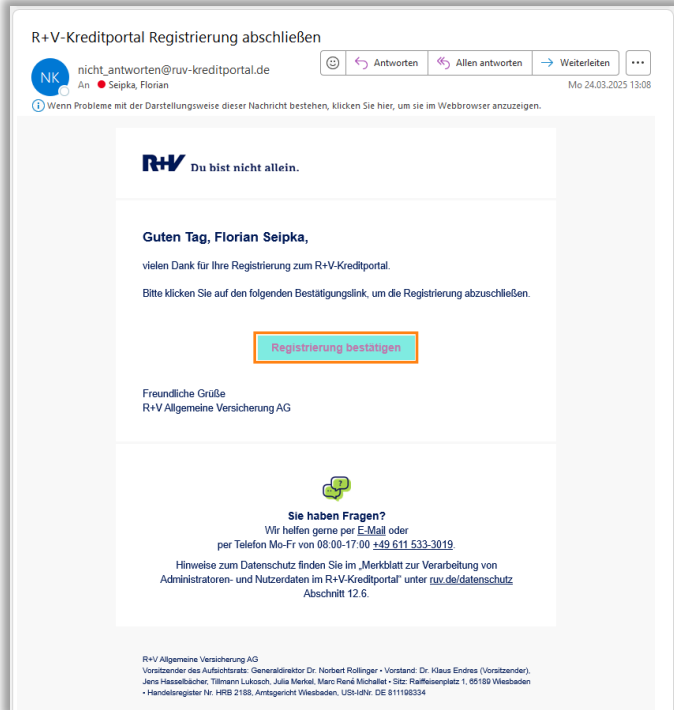 R+V-Kreditportal Registrierung abschließen
NK
nicht_antworten@ruv-kreditportal.de
An Seipka, Florian
Antworten
Allen antworten
Weiterleiten
Mo 24.03.2025 13:08
Wenn Probleme mit der Darstellungsweise dieser Nachricht bestehen, klicken Sie hier, um sie im Webbrowser anzuzeigen.
R+V Du bist nicht allein.
Guten Tag, Florian Seipka,
vielen Dank für Ihre Registrierung zum R+V-Kreditportal.
Bitte klicken Sie auf den folgenden Bestätigungslink, um die Registrierung abzuschließen.
Registrierung bestätigen
Freundliche Grüße
R+V Allgemeine Versicherung AG
?
Sie haben Fragen?
Wir helfen gerne per E-Mail oder
per Telefon Mo-Fr von 08:00-17:00 +49 611 533-3019.
Hinweise zum Datenschutz finden Sie im „Merkblatt zur Verarbeitung von
Administratoren- und Nutzerdaten im R+V-Kreditportal" unter ruv.de/datenschutz
Abschnitt 12.6.
R+V Allgemeine Versicherung AG
Vorsitzender des Aufsichtsrats: Generaldirektor Dr. Norbert Rollinger • Vorstand: Dr. Klaus Endres (Vorsitzender),
Jens Hasselbächer, Tillmann Lukosch, Julia Merkel, Marc René Michallet • Sitz: Raiffeisenplatz 1, 65189 Wiesbaden
• Handelsregister Nr. HRB 2188, Amtsgericht Wiesbaden, USt-IdNr. DE 811198334